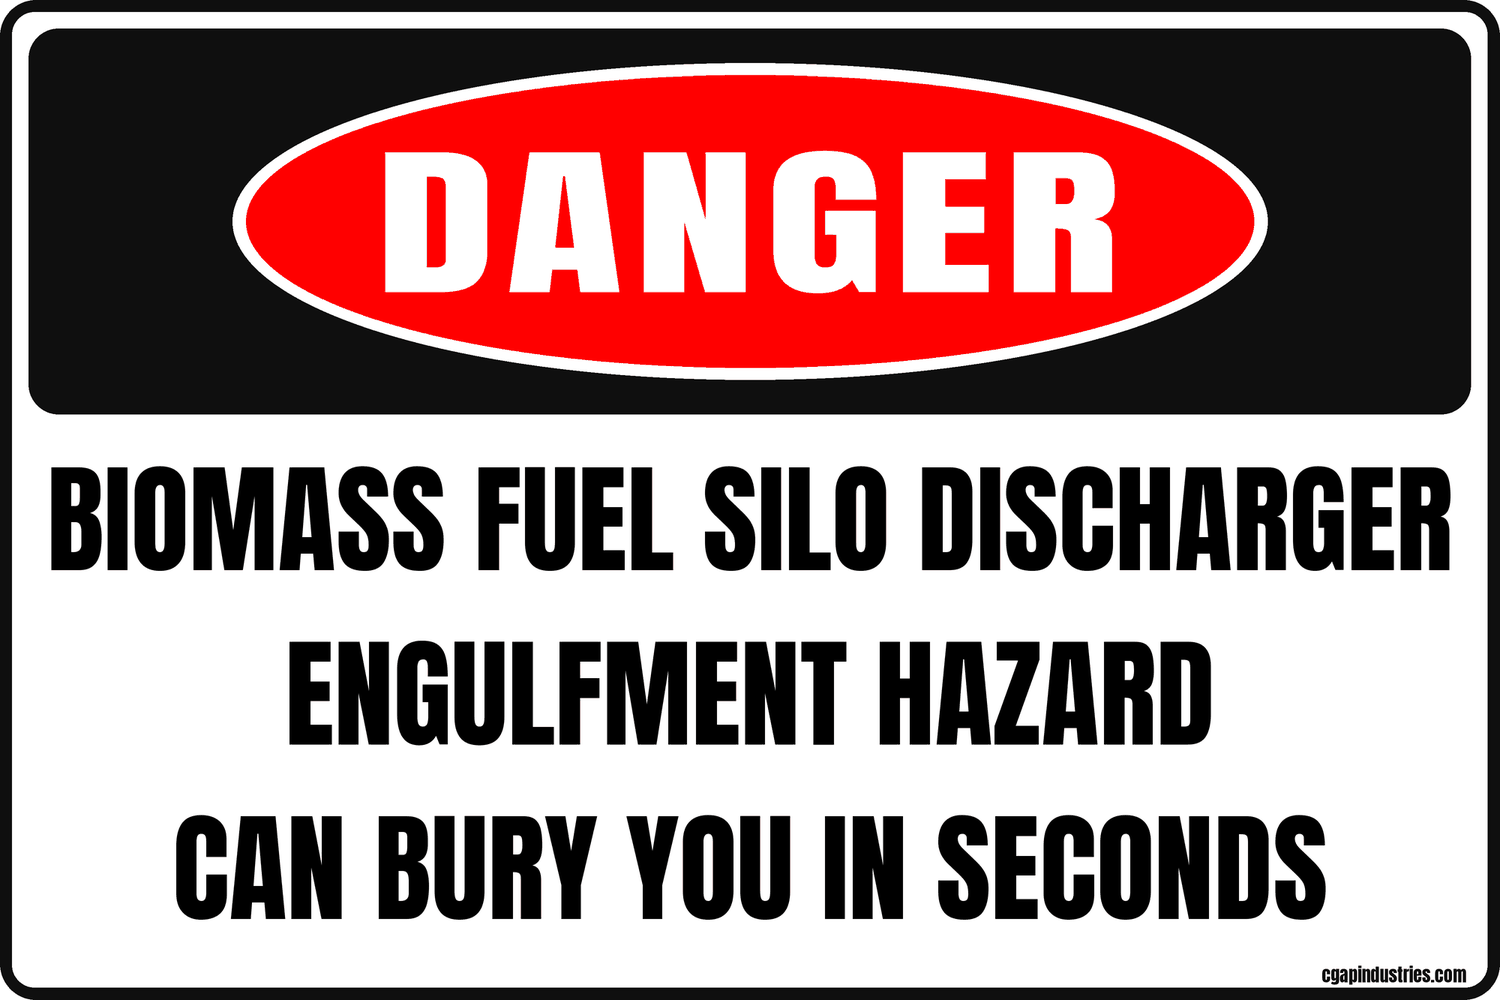 DANGER
BIOMASS FUEL SILO DISCHARGER
ENGULFMENT HAZARD
CAN BURY YOU IN SECONDS
cgapindustries.com